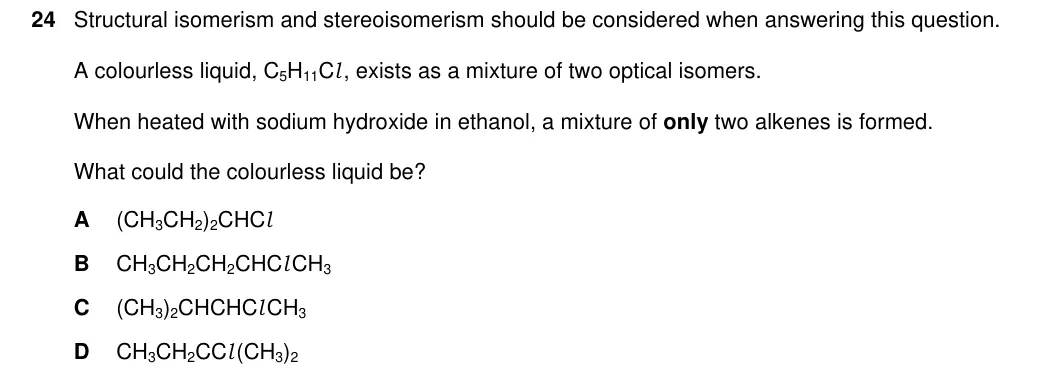 24 Structural isomerism and stereoisomerism should be considered when answering this question.
A colourless liquid, C₅H₁₁Cl, exists as a mixture of two optical isomers.
When heated with sodium hydroxide in ethanol, a mixture of only two alkenes is formed.
What could the colourless liquid be?
A (CH₃CH₂)₂CHCl
B CH₃CH₂CH₂CHClCH₃
C (CH₃)₂CHCHClCH₃
D CH₃CH₂CCl(CH₃)₂